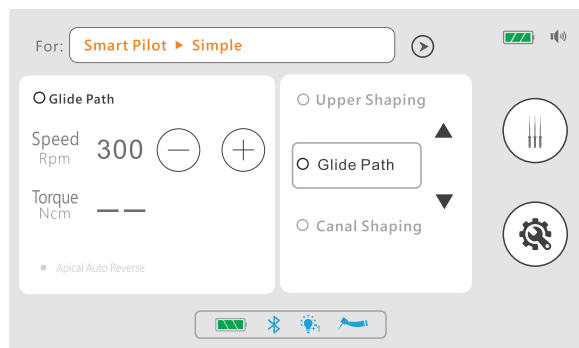 For: Smart Pilot ▶ Simple
Glide Path
Speed
Rpm
300
Torque
Ncm
— —
Apical Auto Reverse
Upper Shaping
Glide Path
Canal Shaping
1